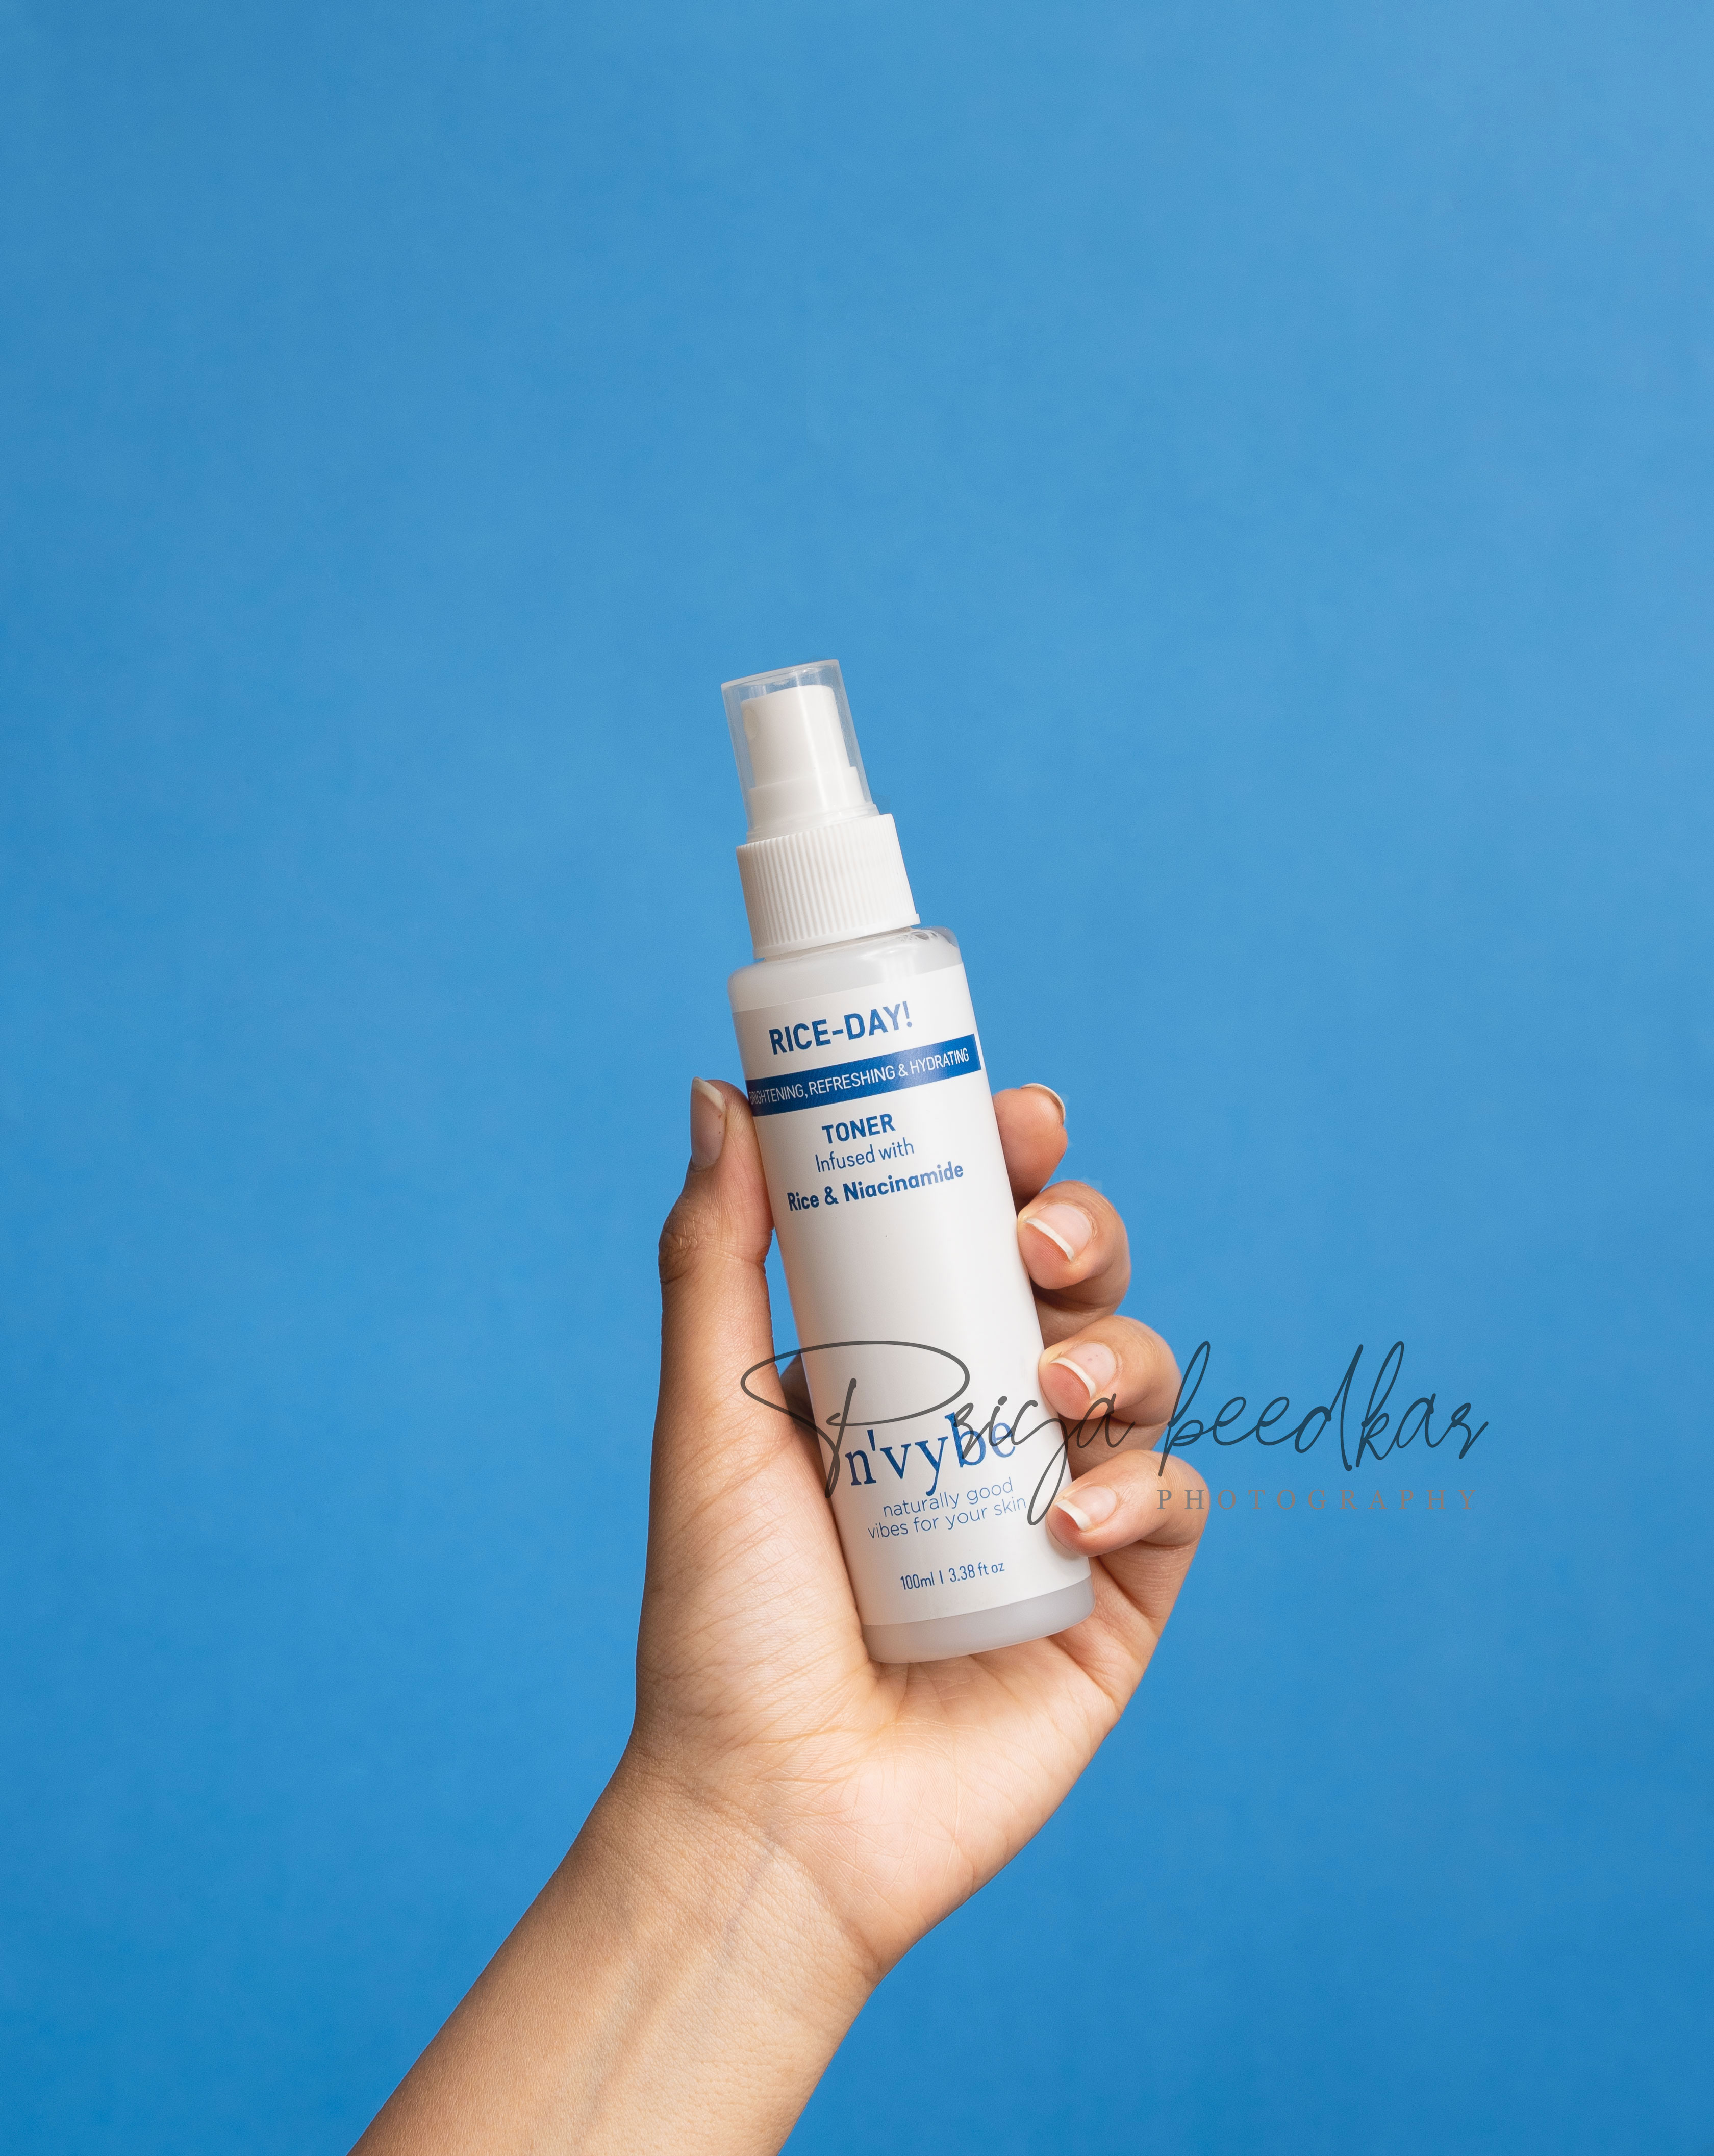 RICE-DAY!
BRIGHTENING, REFRESHING & HYDRATING
TONER
Infused with
Rice & Niacinamide
n'vybe
naturally good
vibes for your skin
100ml | 3.38 ft oz
Priya beedkar
PHOTOGRAPHY